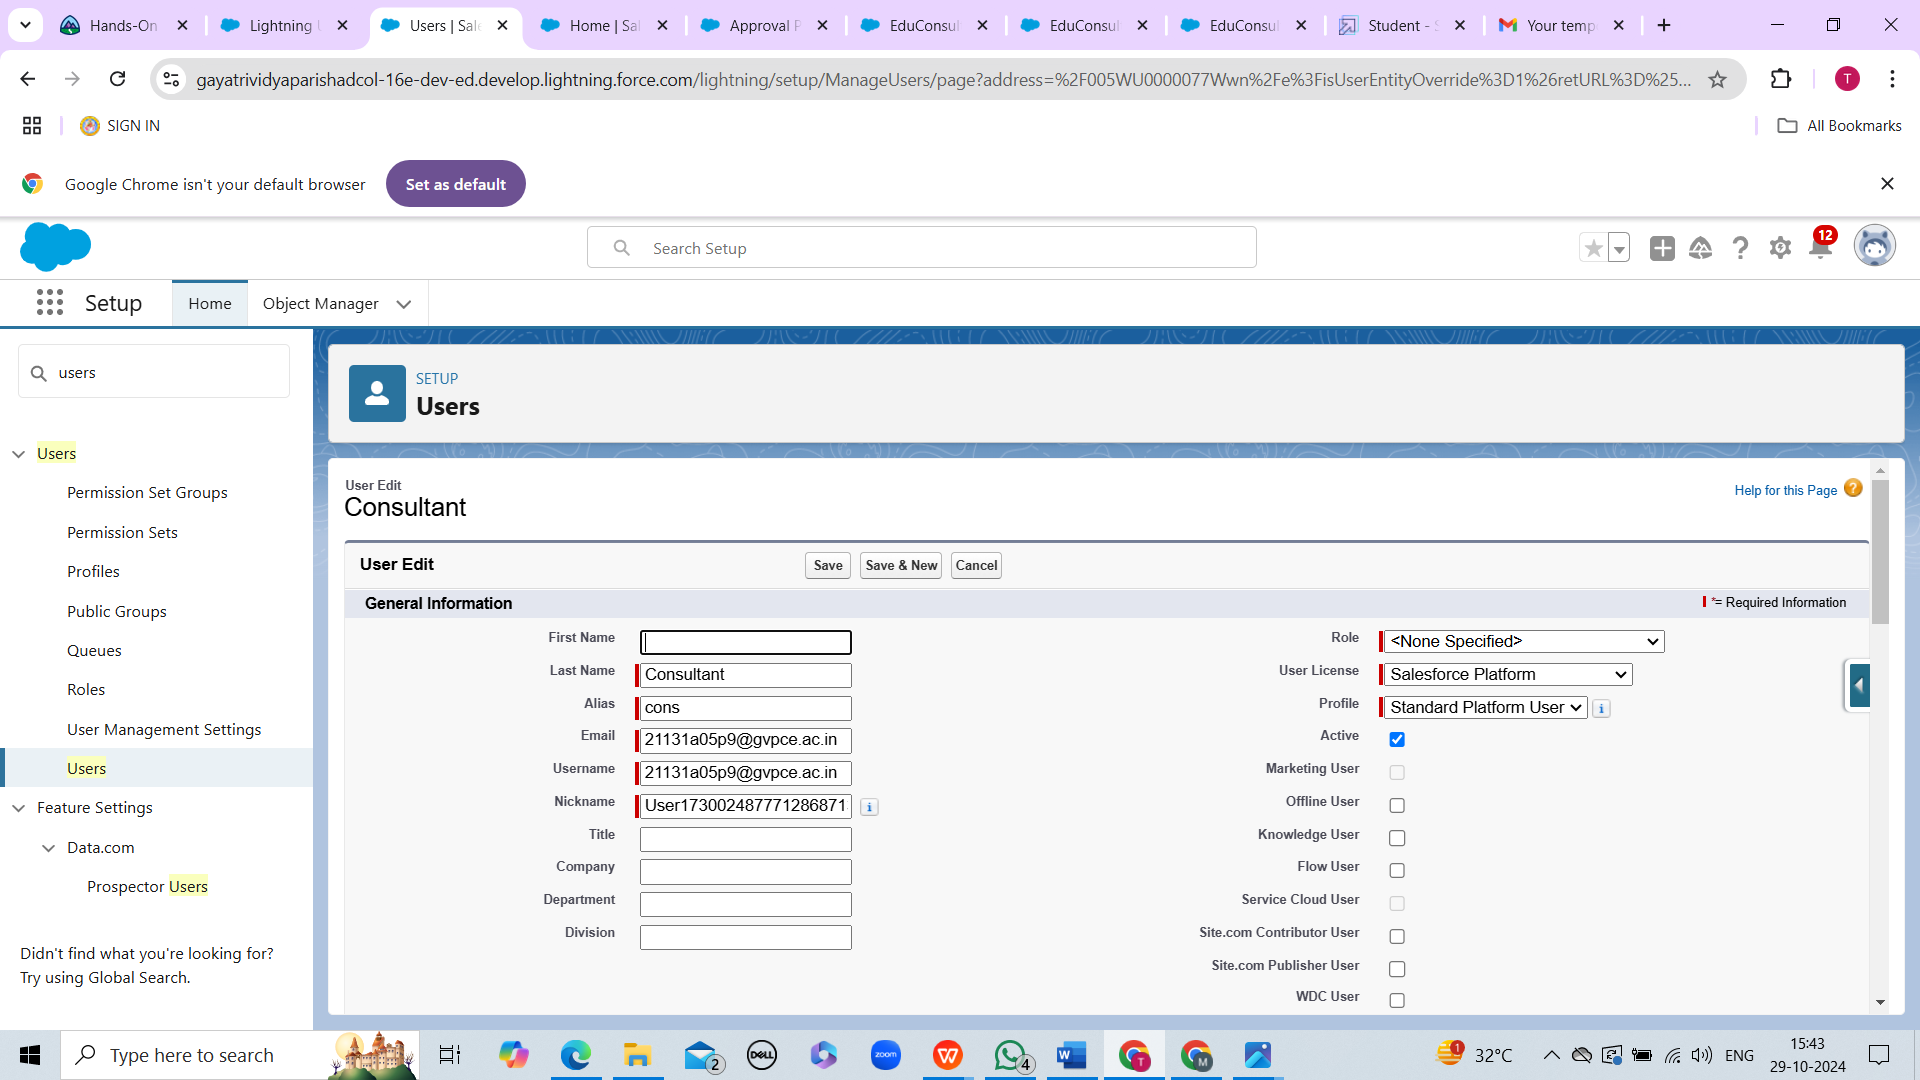 Hands-On
Lightning
Users | Sale
Home | Sal
Approval P
EduConsul
EduConsul
EduConsul
Student - S
Your temp
gayatrividyaparishadcol-16e-dev-ed.develop.lightning.force.com/lightning/setup/ManageUsers/page?address=%2F005WU0000077Wwn%2Fe%3FisUserEntityOverride%3D1%26retURL%3D%25...
T
SIGN IN
All Bookmarks
Google Chrome isn't your default browser
Set as default
Search Setup
12
Setup
Home
Object Manager
users
SETUP
Users
Users
Permission Set Groups
Permission Sets
Profiles
Public Groups
Queues
Roles
User Management Settings
Users
Feature Settings
Data.com
Prospector Users
Didn't find what you're looking for?
Try using Global Search.
User Edit
Consultant
Help for this Page
User Edit
Save
Save & New
Cancel
General Information
*= Required Information
First Name
Last Name Consultant
Alias cons
Email 21131a05p9@gvpce.ac.in
Username 21131a05p9@gvpce.ac.in
Nickname User173002487771286871
Title
Company
Department
Division
Role <None Specified>
User License Salesforce Platform
Profile Standard Platform User
Active
Marketing User
Offline User
Knowledge User
Flow User
Service Cloud User
Site.com Contributor User
Site.com Publisher User
WDC User
Type here to search
2
DELL
zoom
4
T
M
1
32°C
ENG
15:43
29-10-2024